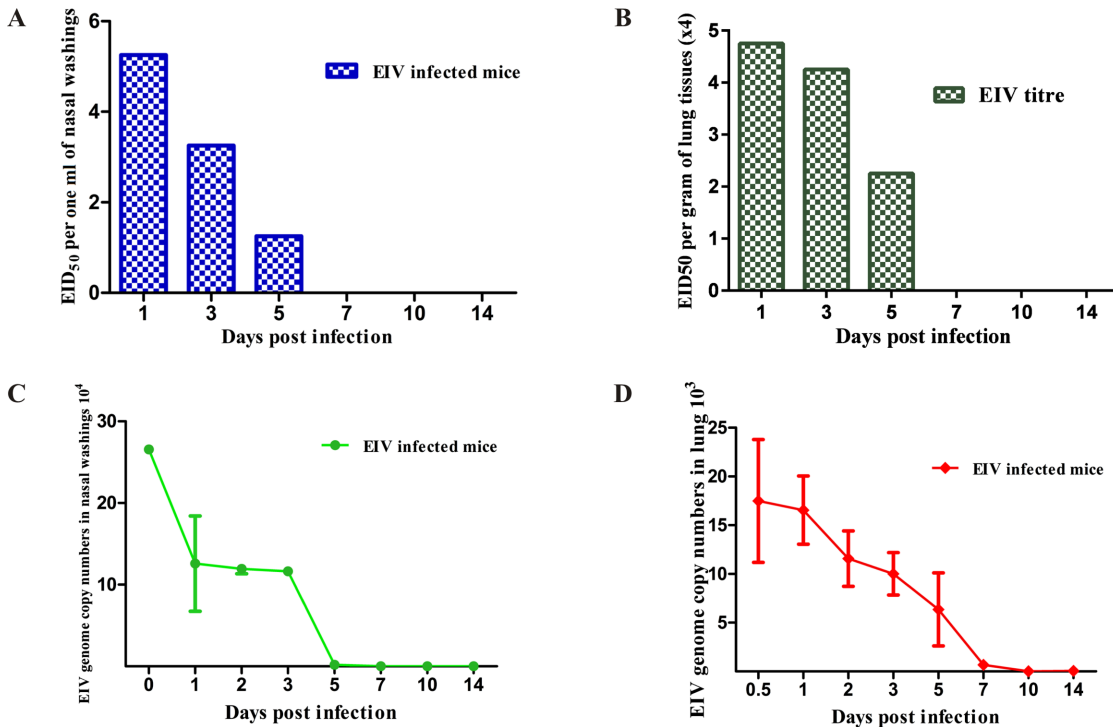 A
EID50 per one ml of nasal washings
6
4
2
0
EIV infected mice
1 3 5 7 10 14
Days post infection
B
EID50 per gram of lung tissues (x4)
5
4
3
2
1
0
EIV titre
1 3 5 7 10 14
Days post infection
C
EIV genome copy numbers in nasal washings 10⁴
30
20
10
EIV infected mice
0 1 2 3 5 7 10 14
Days post infection
D
EIV genome copy numbers in lung 10³
25
20
15
10
5
EIV infected mice
0.5 1 2 3 5 7 10 14
Days post infection